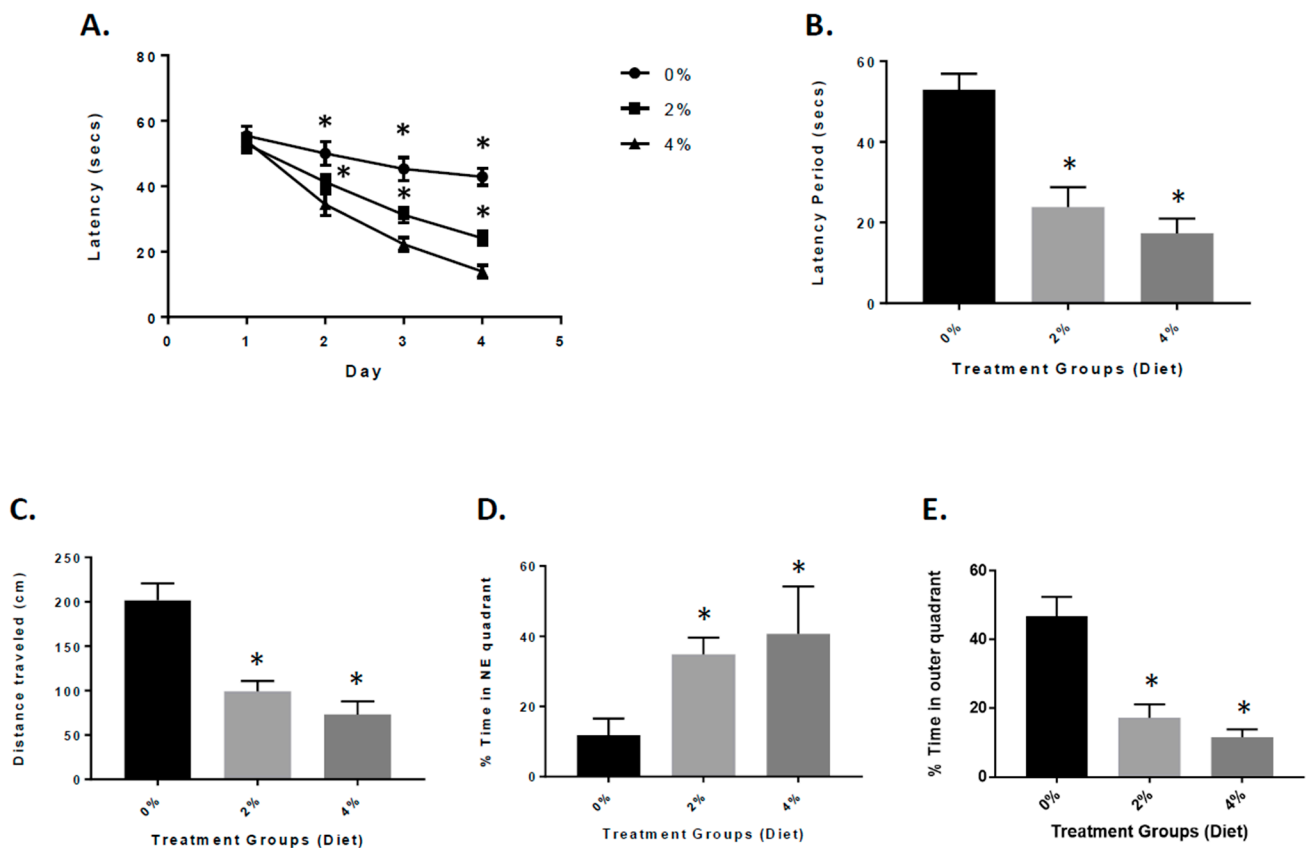 A.
80
60
40
20
0
Latency (secs)
0 1 2 3 4 5
Day
* * *
* * *
0%
2%
4%
B.
60
40
20
0
Latency Period (secs)
* *
0% 2% 4%
Treatment Groups (Diet)
C.
250
200
150
100
50
0
Distance traveled (cm)
* *
0% 2% 4%
Treatment Groups (Diet)
D.
60
40
20
0
% Time in NE quadrant
* *
0% 2% 4%
Treatment Groups (Diet)
E.
60
40
20
0
% Time in outer quadrant
* *
0% 2% 4%
Treatment Groups (Diet)